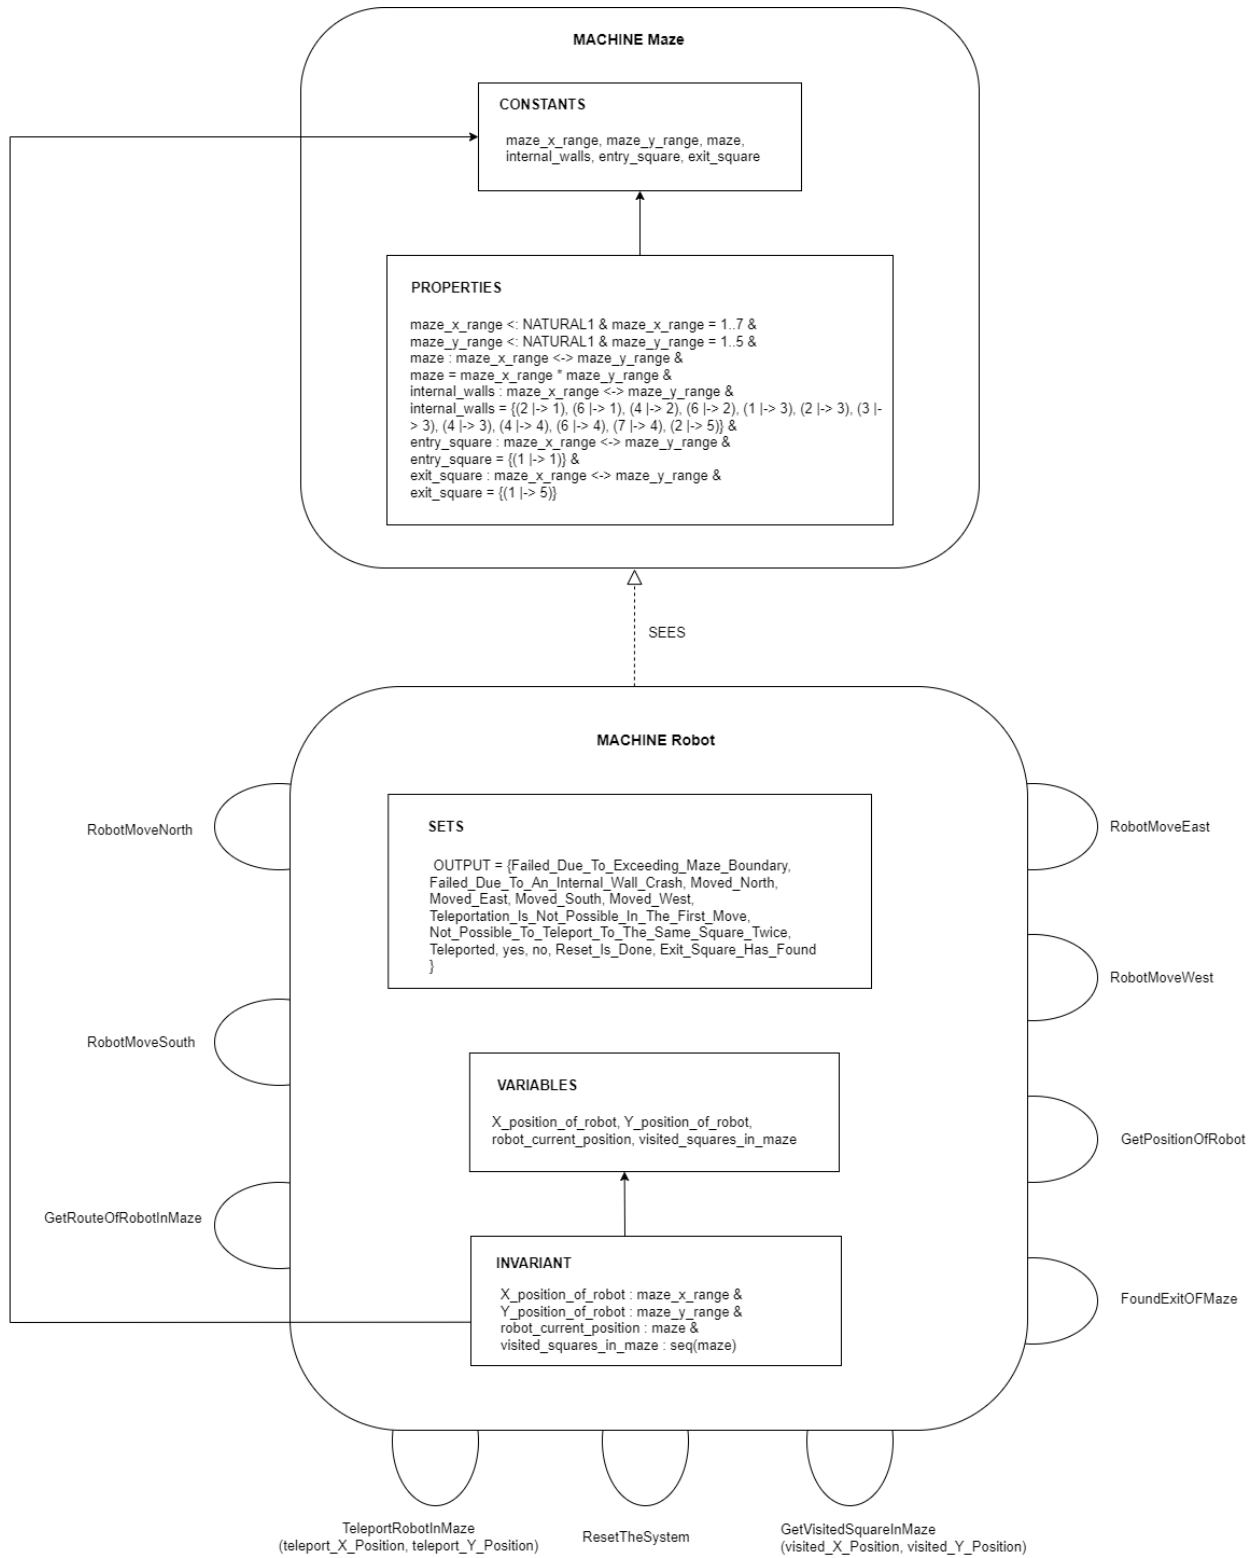 MACHINE Maze
CONSTANTS
maze_x_range, maze_y_range, maze,
internal_walls, entry_square, exit_square
PROPERTIES
maze_x_range <: NATURAL1 & maze_x_range = 1..7 &
maze_y_range <: NATURAL1 & maze_y_range = 1..5 &
maze : maze_x_range <-> maze_y_range &
maze = maze_x_range * maze_y_range &
internal_walls : maze_x_range <-> maze_y_range &
internal_walls = {(2 |-> 1), (6 |-> 1), (4 |-> 2), (6 |-> 2), (1 |-> 3), (2 |-> 3), (3 |-
> 3), (4 |-> 3), (4 |-> 4), (6 |-> 4), (7 |-> 4), (2 |-> 5)} &
entry_square : maze_x_range <-> maze_y_range &
entry_square = {(1 |-> 1)} &
exit_square : maze_x_range <-> maze_y_range &
exit_square = {(1 |-> 5)}
SEES
MACHINE Robot
SETS
OUTPUT = {Failed_Due_To_Exceeding_Maze_Boundary,
Failed_Due_To_An_Internal_Wall_Crash, Moved_North,
Moved_East, Moved_South, Moved_West,
Teleportation_Is_Not_Possible_In_The_First_Move,
Not_Possible_To_Teleport_To_The_Same_Square_Twice,
Teleported, yes, no, Reset_Is_Done, Exit_Square_Has_Found
}
RobotMoveNorth
RobotMoveEast
RobotMoveWest
RobotMoveSouth
VARIABLES
X_position_of_robot, Y_position_of_robot,
robot_current_position, visited_squares_in_maze
GetPositionOfRobot
GetRouteOfRobotInMaze
INVARIANT
X_position_of_robot : maze_x_range &
Y_position_of_robot : maze_y_range &
robot_current_position : maze &
visited_squares_in_maze : seq(maze)
FoundExitOFMaze
TeleportRobotInMaze
(teleport_X_Position, teleport_Y_Position)
ResetTheSystem
GetVisitedSquareInMaze
(visited_X_Position, visited_Y_Position)